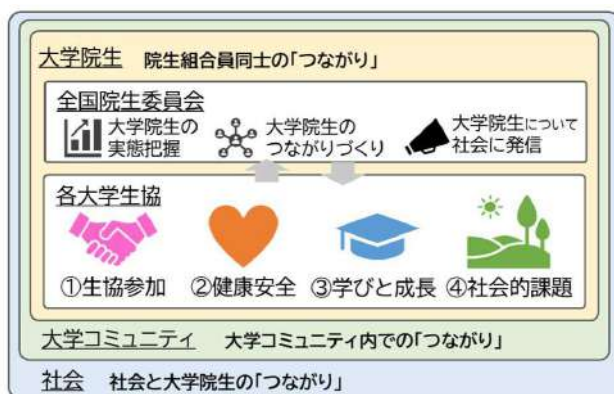 大学院生 院生組合員同士の「つながり」
全国院生委員会
大学院生の
実態把握
大学院生の
つながりづくり
大学院生について
社会に発信
各大学生協
①生協参加
②健康安全
③学びと成長
④社会的課題
大学コミュニティ 大学コミュニティ内での「つながり」
社会 社会と大学院生の「つながり」